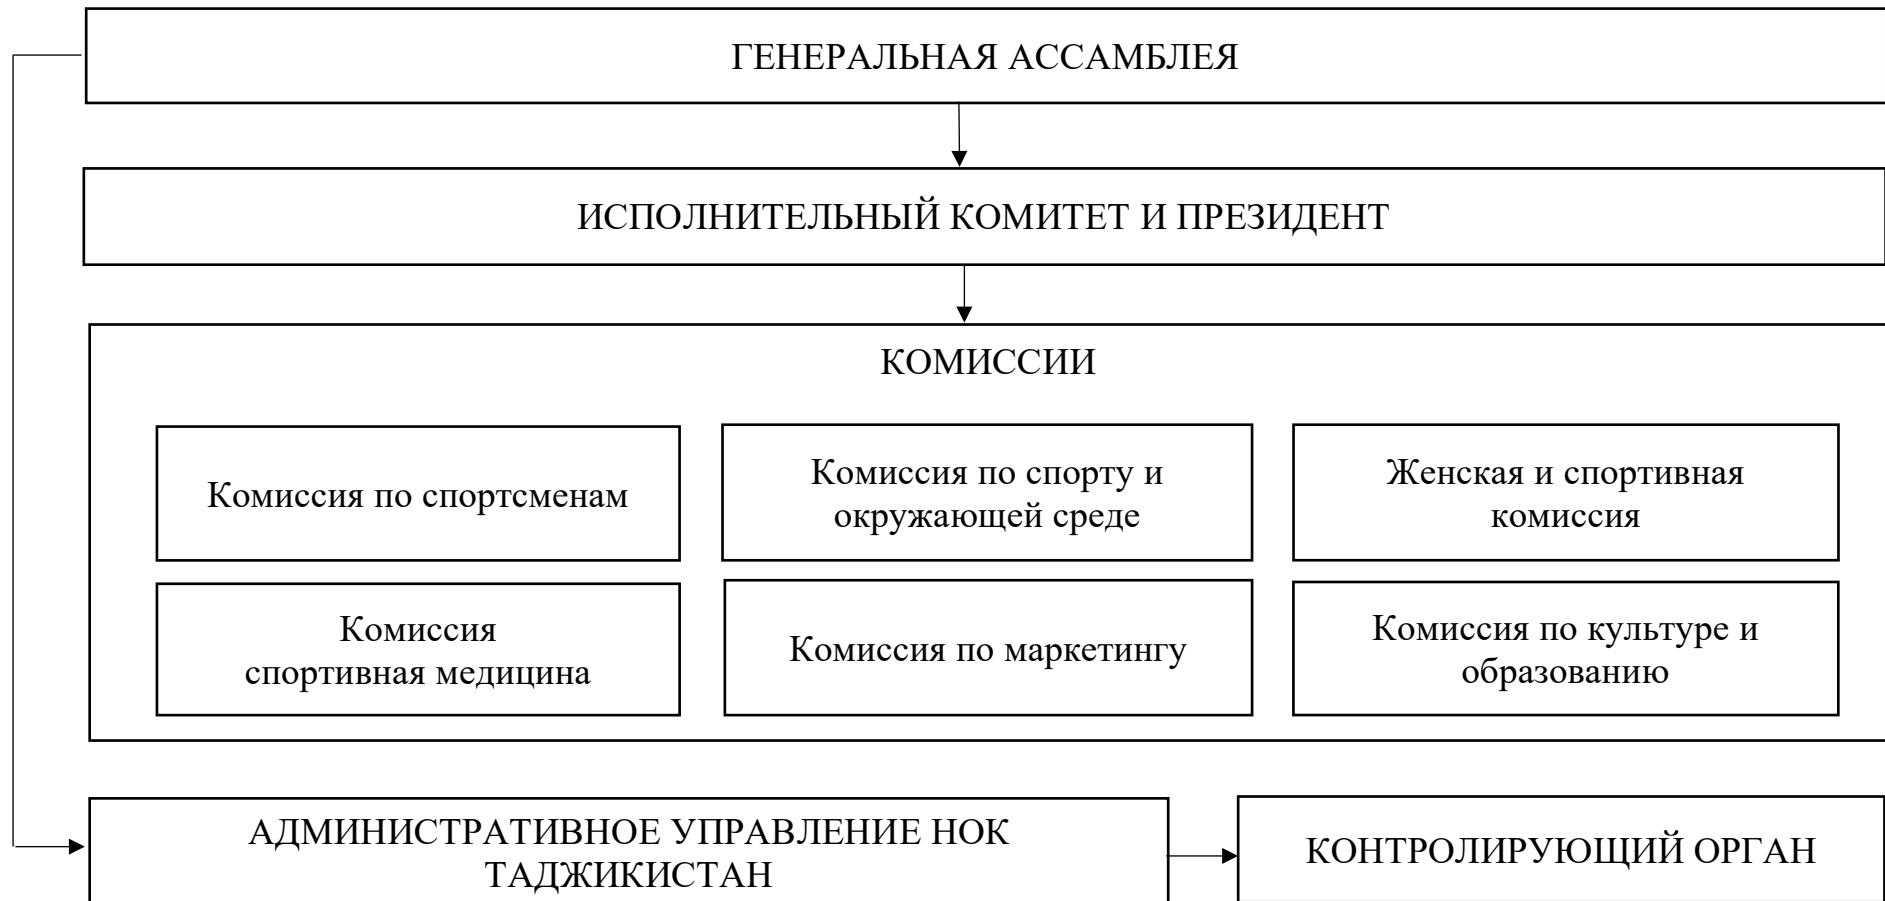 ГЕНЕРАЛЬНАЯ АССАМБЛЕЯ
ИСПОЛНИТЕЛЬНЫЙ КОМИТЕТ И ПРЕЗИДЕНТ
КОМИССИИ
Комиссия по спортсменам
Комиссия по спорту и
окружающей среде
Женская и спортивная
комиссия
Комиссия
спортивная медицина
Комиссия по маркетингу
Комиссия по культуре и
образованию
АДМИНИСТРАТИВНОЕ УПРАВЛЕНИЕ НОК
ТАДЖИКИСТАН
КОНТРОЛИРУЮЩИЙ ОРГАН